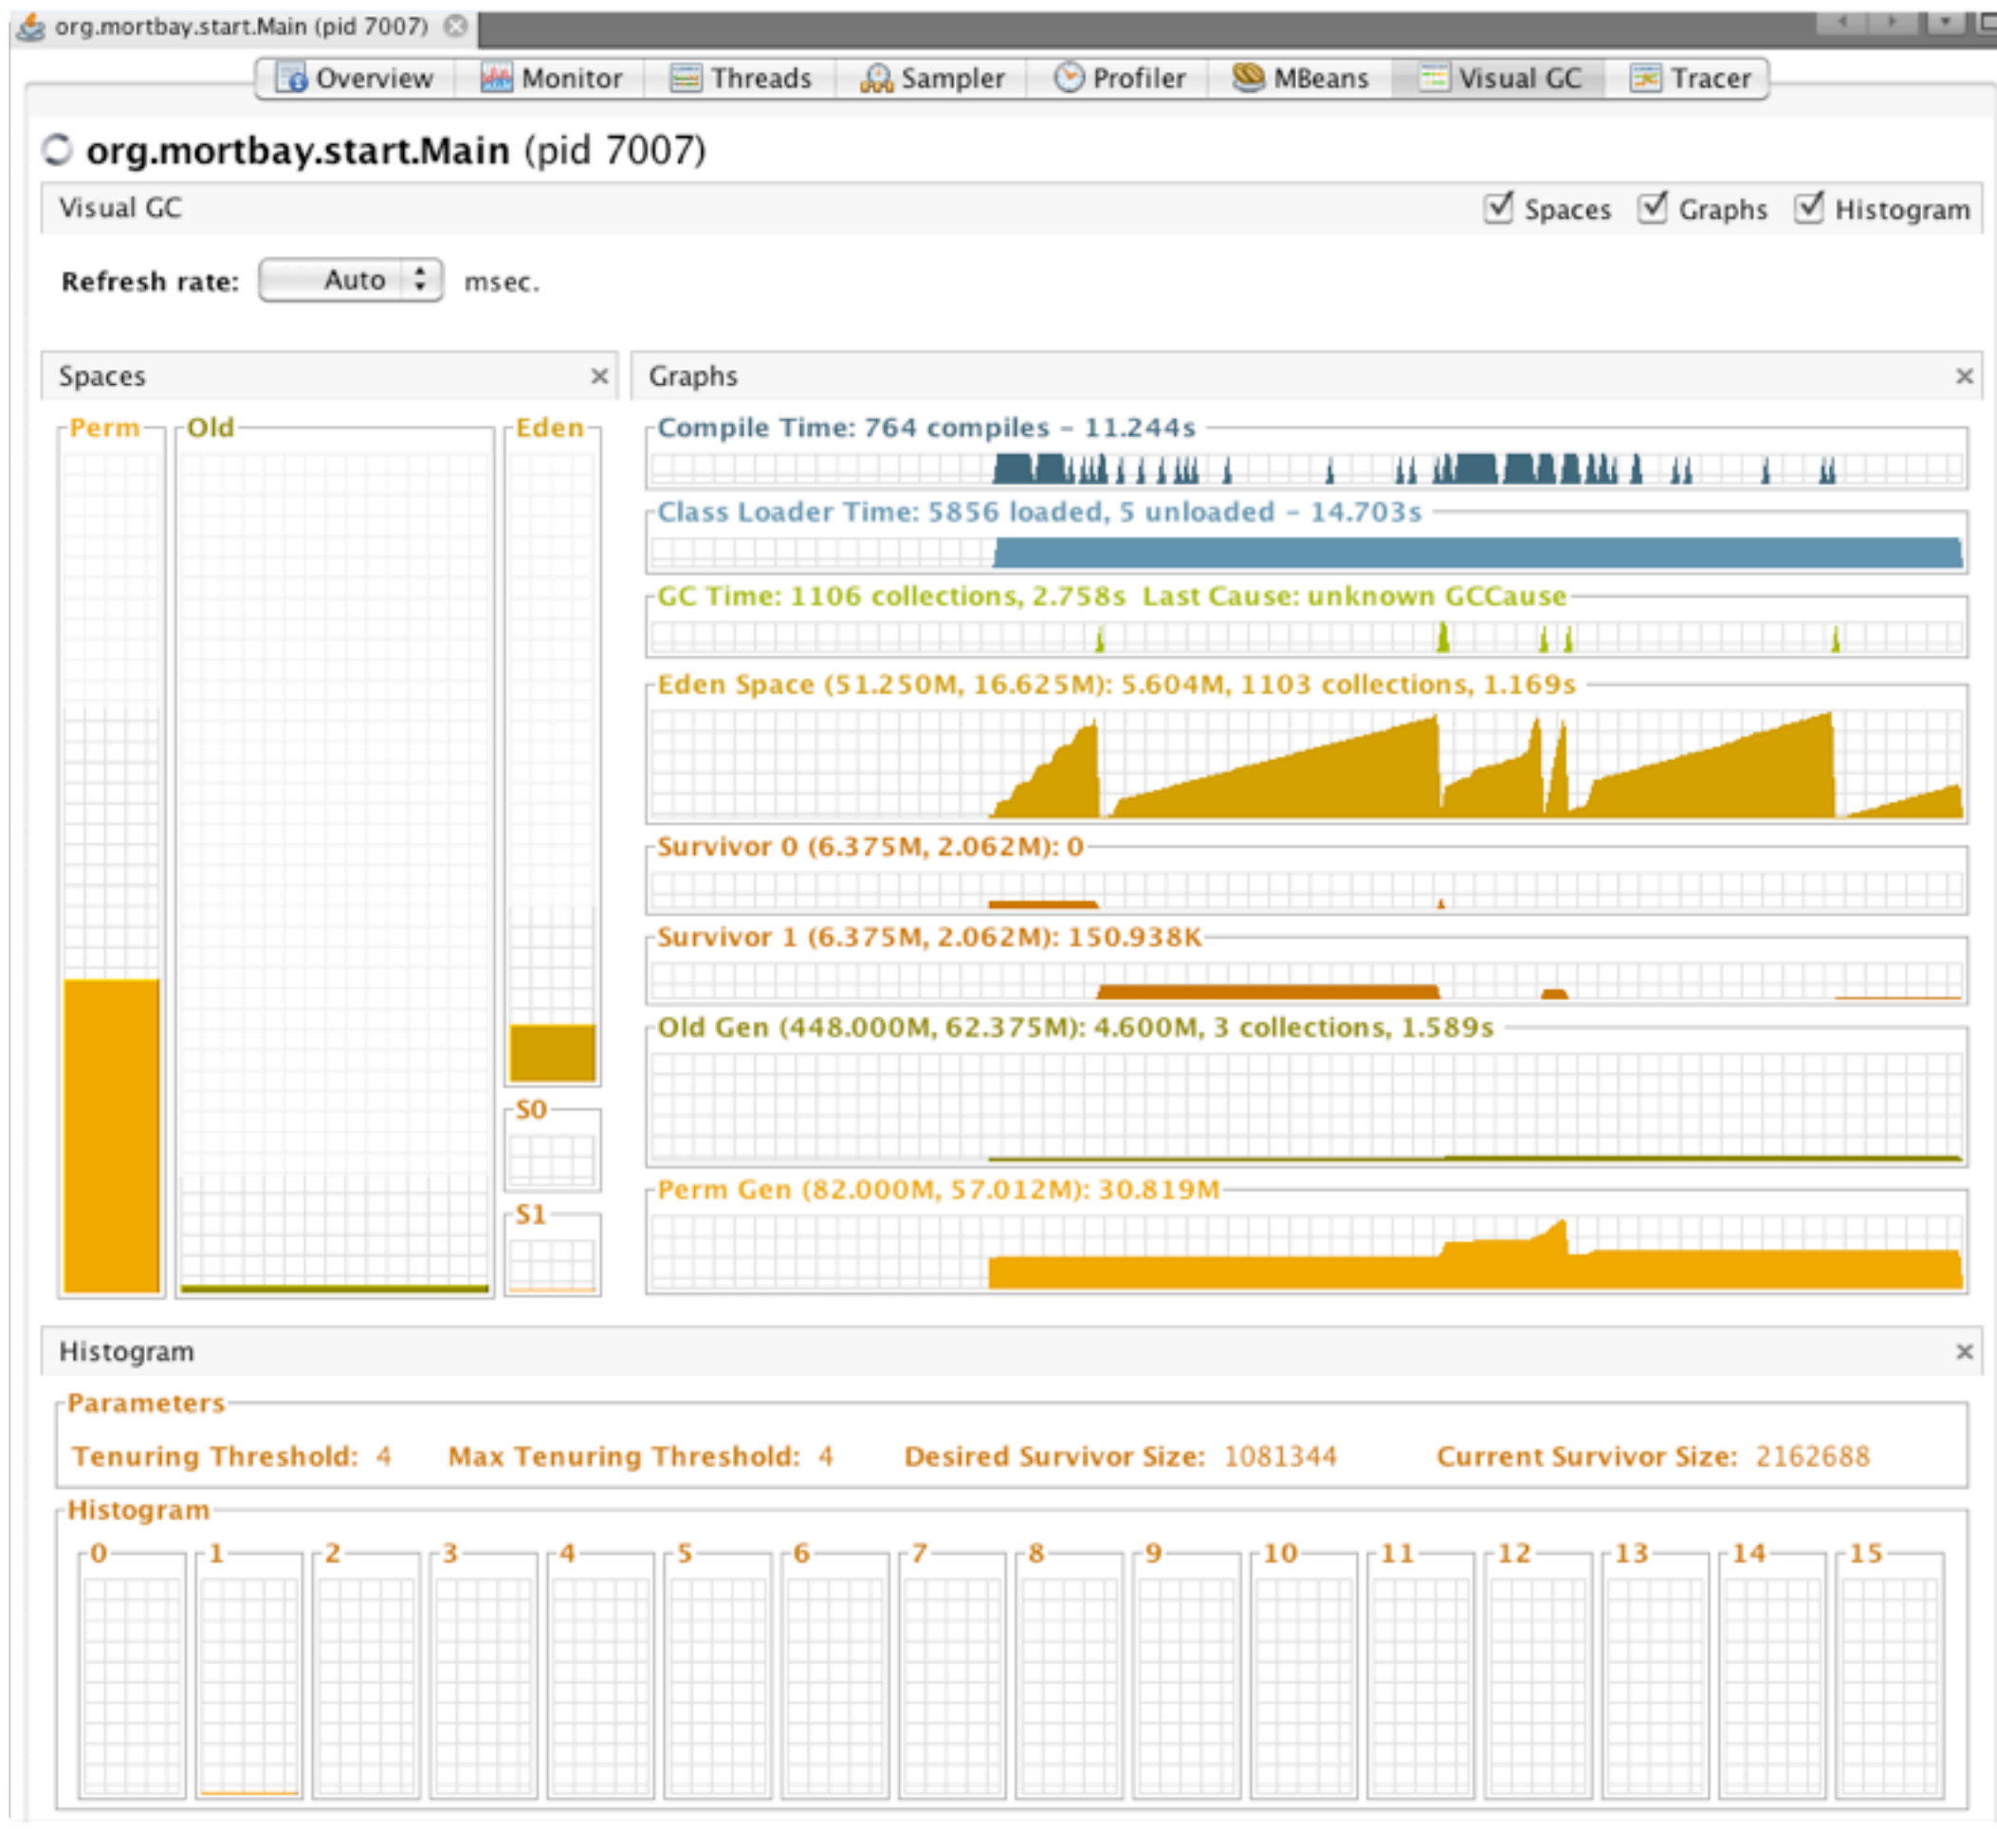 org.mortbay.start.Main (pid 7007)
Overview Monitor Threads Sampler Profiler MBeans Visual GC Tracer
org.mortbay.start.Main (pid 7007)
Visual GC Spaces Graphs Histogram
Refresh rate: Auto msec.
Spaces
Perm Old Eden
S0
S1
Graphs
Compile Time: 764 compiles - 11.244s
Class Loader Time: 5856 loaded, 5 unloaded - 14.703s
GC Time: 1106 collections, 2.758s Last Cause: unknown GCCause
Eden Space (51.250M, 16.625M): 5.604M, 1103 collections, 1.169s
Survivor 0 (6.375M, 2.062M): 0
Survivor 1 (6.375M, 2.062M): 150.938K
Old Gen (448.000M, 62.375M): 4.600M, 3 collections, 1.589s
Perm Gen (82.000M, 57.012M): 30.819M
Histogram
Parameters
Tenuring Threshold: 4 Max Tenuring Threshold: 4 Desired Survivor Size: 1081344 Current Survivor Size: 2162688
Histogram
0 1 2 3 4 5 6 7 8 9 10 11 12 13 14 15